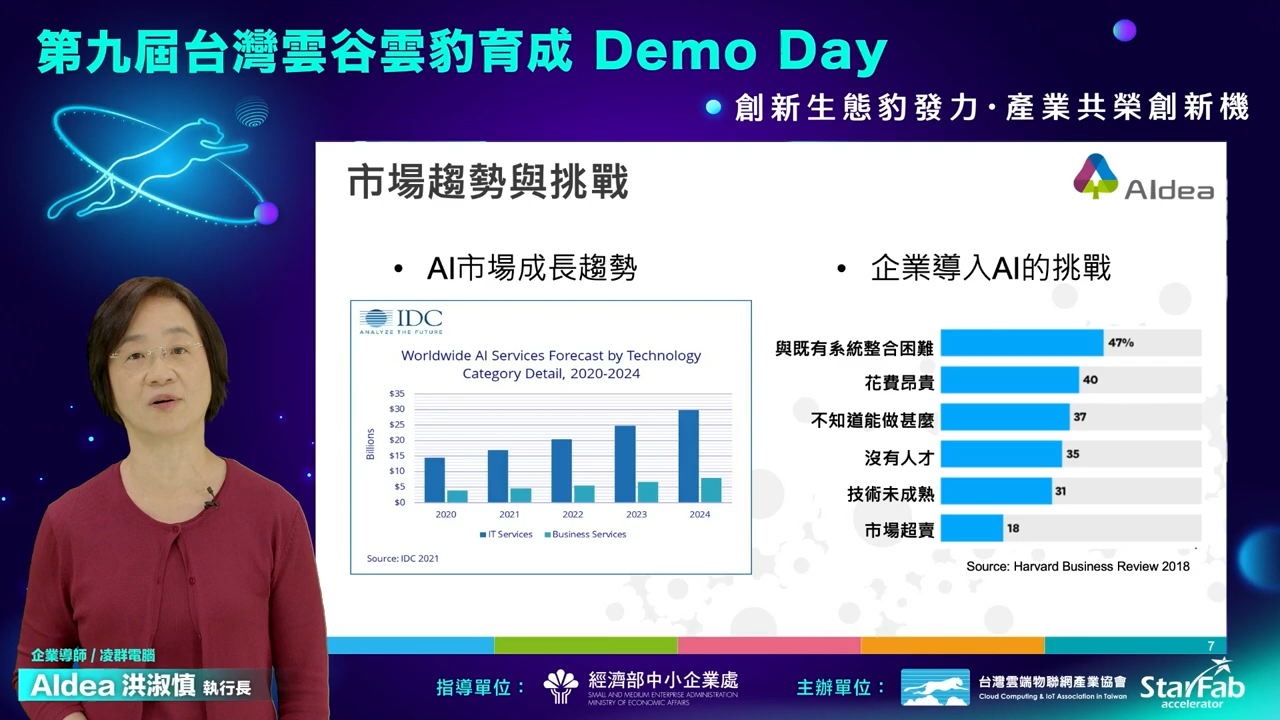 第九屆台灣雲谷雲豹育成 Demo Day
創新生態豹發力·產業共榮創新機
市場趨勢與挑戰
AIdea
• AI市場成長趨勢
IDC
ANALYZE THE FUTURE
Worldwide AI Services Forecast by Technology
Category Detail, 2020-2024
Billions
$35
$30
$25
$20
$15
$10
$5
$0
2020 2021 2022 2023 2024
IT Services Business Services
Source: IDC 2021
• 企業導入AI的挑戰
與既有系統整合困難 47%
花費昂貴 40
不知道能做甚麼 37
沒有人才 35
技術未成熟 31
市場超賣 18
Source: Harvard Business Review 2018
7
企業導師 / 凌群電腦
AIdea 洪淑慎 執行長
指導單位：
經濟部中小企業處
SMALL AND MEDIUM ENTERPRISE ADMINISTRATION
MINISTRY OF ECONOMIC AFFAIRS
主辦單位：
台灣雲端物聯網產業協會
Cloud Computing & IoT Association in Taiwan
StarFab
accelerator